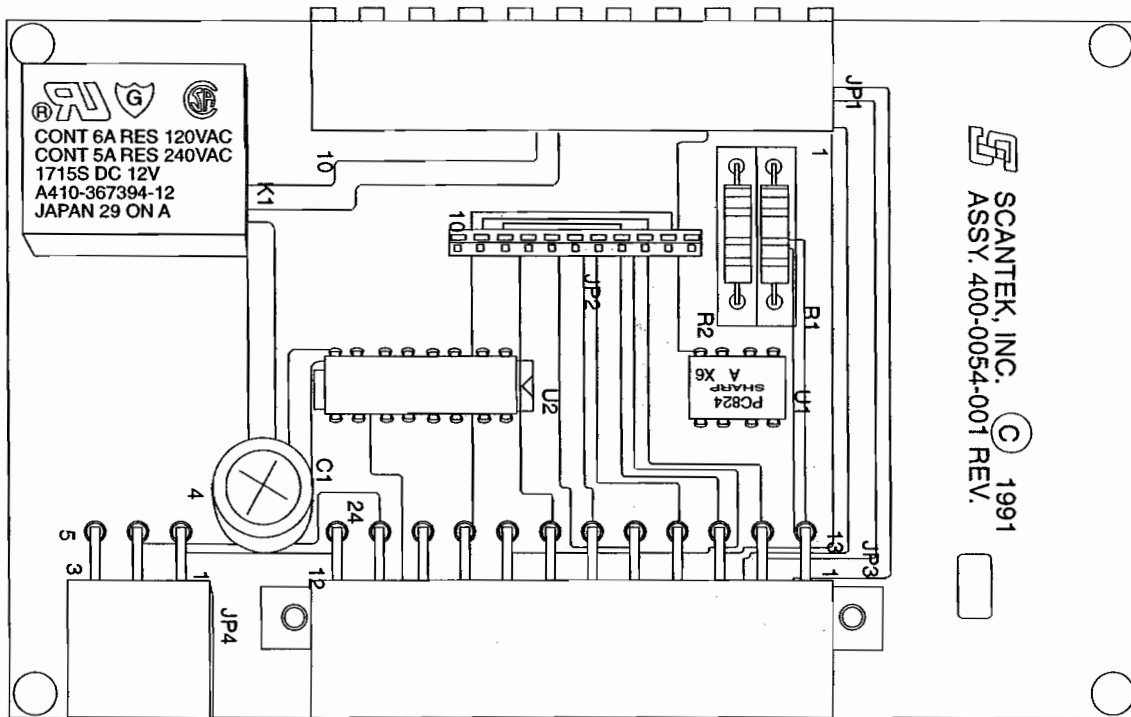 JP1
® RU G SA
CONT 6A RES 120VAC
CONT 5A RES 240VAC
1715S DC 12V
A410-367394-12
JAPAN 29 ON A
K1
10
1
10
JP2
R1
R2
SCANTEK, INC. © 1991
ASSY. 400-0054-001 REV.
PC824
SHARP
A X6
U1
U2
C1
4
24
13
5
3
1
12
1
JP3
JP4